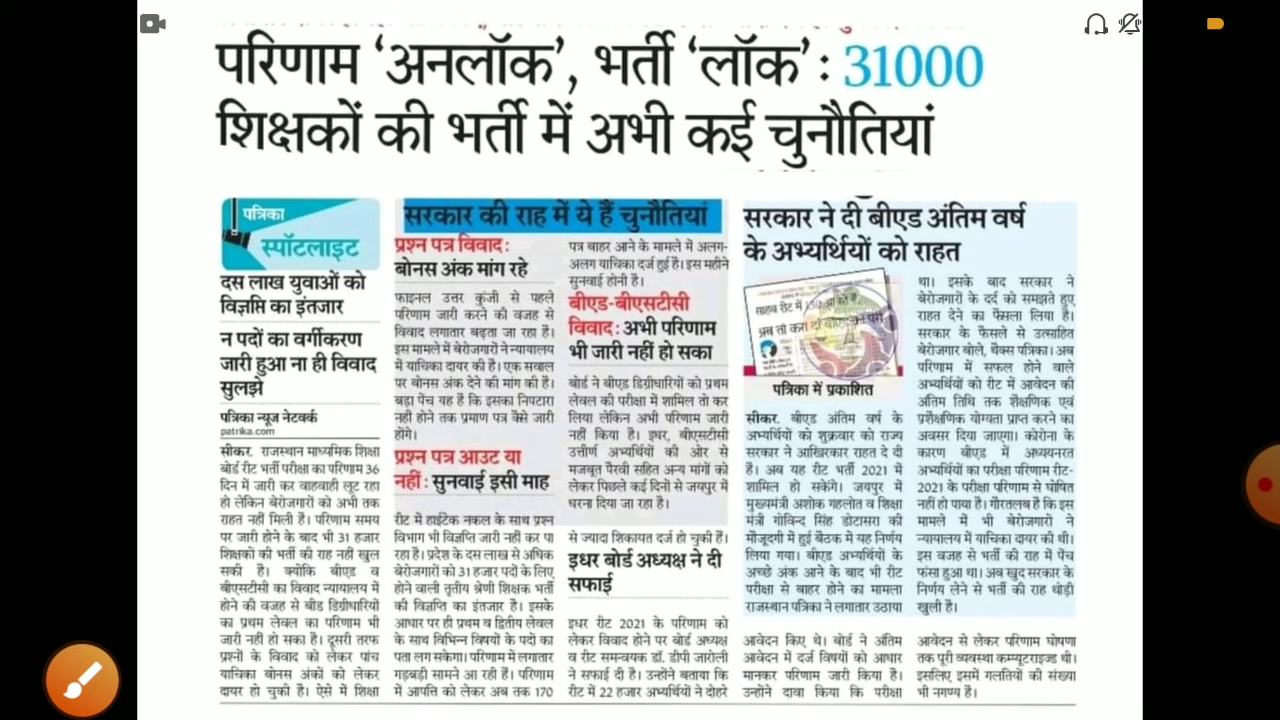 परिणाम ‘अनलॉक’, भर्ती ‘लॉक’ : 31000
शिक्षकों की भर्ती में अभी कई चुनौतियां
पत्रिका
स्पॉटलाइट
दस लाख युवाओं को
विज्ञप्ति का इंतजार
न पदों का वर्गीकरण
जारी हुआ ना ही विवाद
सुलझे
पत्रिका न्यूज नेटवर्क
patrika.com
सीकर. राजस्थान माध्यमिक शिक्षा
बोर्ड रीट भर्ती परीक्षा का परिणाम 36
दिन में जारी कर वाहवाही लूट रहा
हो लेकिन बेरोजगारों को अभी तक
राहत नहीं मिली है। परिणाम समय
पर जारी होने के बाद भी 31 हजार
शिक्षकों की भर्ती की राह नहीं खुल
सकी है। क्योंकि बीएड व
बीएसटीसी का विवाद न्यायालय में
होने की वजह से बीड डिग्रीधारियों
का प्रथम लेवल का परिणाम भी
जारी नही हो सका है। दूसरी तरफ
प्रश्नों के विवाद को लेकर पांच
याचिका बोनस अंकों को लेकर
दायर हो चुकी है। ऐसे में शिक्षा
सरकार की राह में ये हैं चुनौतियां
प्रश्न पत्र विवाद :
बोनस अंक मांग रहे
फाइनल उत्तर कुंजी से पहले
परिणाम जारी करने की वजह से
विवाद लगातार बढ़ता जा रहा है।
इस मामले में बेरोजगारों ने न्यायालय
में याचिका दायर की है। एक सवाल
पर बोनस अंक देने की मांग की है।
बड़ा पेंच यह हैं कि इसका निपटारा
नही होने तक प्रमाण पत्र कैसे जारी
होंगे।
प्रश्न पत्र आउट या
नहीं : सुनवाई इसी माह
रीट में हाईटेक नकल के साथ प्रश्न
विभाग भी विज्ञप्ति जारी नहीं कर पा
रहा है। प्रदेश के दस लाख से अधिक
बेरोजगारों को 31 हजार पदों के लिए
होने वाली तृतीय श्रेणी शिक्षक भर्ती
की विज्ञप्ति का इंतजार है। इसके
आधार पर ही प्रथम व द्वितीय लेवल
के साथ विभिन्न विषयों के पदों का
पता लग सकेगा। परिणाम में लगातार
गड़बड़ी सामने आ रही हैं। परिणाम
में आपत्ति को लेकर अब तक 170
पत्र बाहर आने के मामले में अलग-
अलग याचिका दर्ज हुई है। इस महीने
सुनवाई होनी है।
बीएड-बीएसटीसी
विवाद : अभी परिणाम
भी जारी नहीं हो सका
बोर्ड ने बीएड डिग्रीधारियों को प्रथम
लेवल की परीक्षा में शामिल तो कर
लिया लेकिन अभी परिणाम जारी
नहीं किया है। इधर, बीएसटीसी
उत्तीर्ण अभ्यर्थियों की ओर से
मजबूत पैरवी सहित अन्य मांगों को
लेकर पिछले कई दिनों से जयपुर में
धरना दिया जा रहा है।
से ज्यादा शिकायत दर्ज हो चुकी हैं।
इधर बोर्ड अध्यक्ष ने दी
सफाई
इधर रीट 2021 के परिणाम को
लेकर विवाद होने पर बोर्ड अध्यक्ष
व रीट समन्वयक डॉ. डीपी जारोली
ने सफाई दी है। उन्होंने बताया कि
रीट में 22 हजार अभ्यर्थियों ने दोहरे
सरकार ने दी बीएड अंतिम वर्ष
के अभ्यर्थियों को राहत
पत्रिका में प्रकाशित
सीकर. बीएड अंतिम वर्ष के
अभ्यर्थियों को शुक्रवार को राज्य
सरकार ने आखिरकार राहत दे दी
है। अब यह रीट भर्ती 2021 में
शामिल हो सकेंगे। जयपुर में
मुख्यमंत्री अशोक गहलोत व शिक्षा
मंत्री गोविन्द सिंह डोटासरा की
मौजूदगी में हुई बैठक में यह निर्णय
लिया गया। बीएड अभ्यर्थियों के
अच्छे अंक आने के बाद भी रीट
परीक्षा से बाहर होने का मामला
राजस्थान पत्रिका ने लगातार उठाया
था। इसके बाद सरकार ने
बेरोजगारों के दर्द को समझते हुए
राहत देने का फैसला लिया है।
सरकार के फैसले से उत्साहित
बेरोजगार बोले, थैंक्स पत्रिका। अब
परिणाम में सफल होने वाले
अभ्यर्थियों को रीट में आवेदन की
अंतिम तिथि तक शैक्षणिक एवं
प्रशैक्षणिक योग्यता प्राप्त करने का
अवसर दिया जाएगा। कोरोना के
कारण बीएड में अध्ययनरत
अभ्यर्थियों का परीक्षा परिणाम रीट-
2021 के परीक्षा परिणाम से घोषित
नहीं हो पाया है। गौरतलब है कि इस
मामले में भी बेरोजगारों ने
न्यायालय में याचिका दायर की थी।
इस वजह से भर्ती की राह में पेंच
फंसा हुआ था। अब खुद सरकार के
निर्णय लेने से भर्ती की राह थोड़ी
खुली है।
आवेदन किए थे। बोर्ड ने अंतिम
आवेदन में दर्ज विषयों को आधार
मानकर परिणाम जारी किया है।
उन्होंने दावा किया कि परीक्षा
आवेदन से लेकर परिणाम घोषणा
तक पूरी व्यवस्था कम्प्यूटराइज्ड थी।
इसलिए इसमें गलतियों की संख्या
भी नगण्य है।